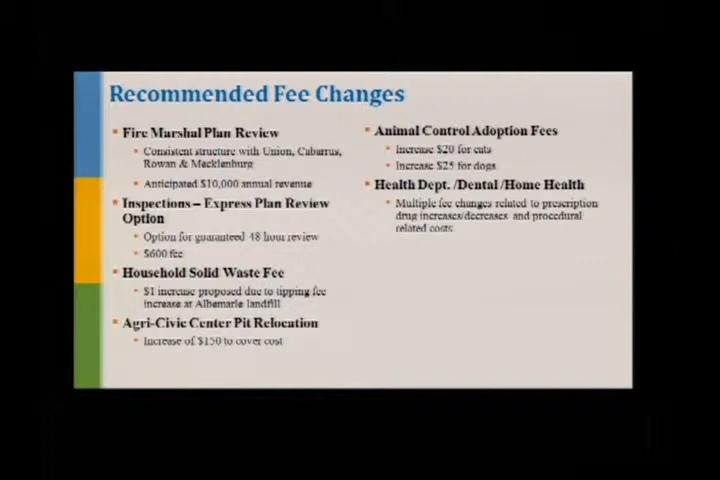 Recommended Fee Changes
Fire Marshal Plan Review
Consistent structure with Union, Cabarrus,
Rowan & Mecklenburg
Anticipated $10,000 annual revenue
Inspections – Express Plan Review
Option
Option for guaranteed 48 hour review
$600 fee
Household Solid Waste Fee
$1 increase proposed due to tipping fee
increase at Albemarle landfill
Agri-Civic Center Pit Relocation
Increase of $150 to cover cost
Animal Control Adoption Fees
Increase $20 for cats
Increase $25 for dogs
Health Dept. /Dental /Home Health
Multiple fee changes related to prescription
drug increases/decreases and procedural
related costs